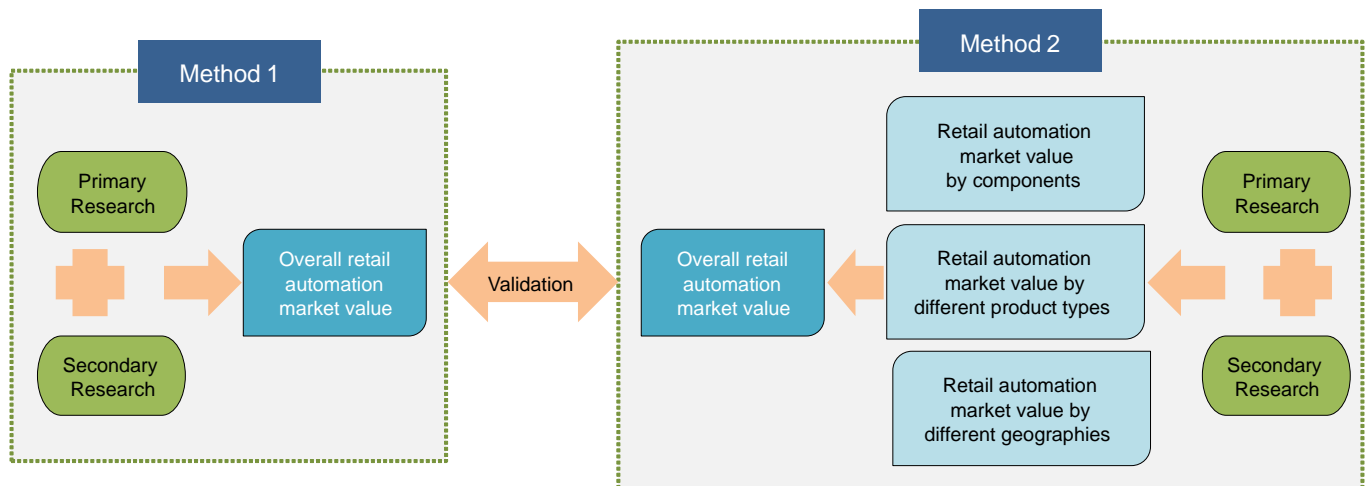 Method 1
Primary
Research
Secondary
Research
Overall retail
automation
market value
Validation
Method 2
Overall retail
automation
market value
Retail automation
market value
by components
Retail automation
market value by
different product types
Retail automation
market value by
different geographies
Primary
Research
Secondary
Research